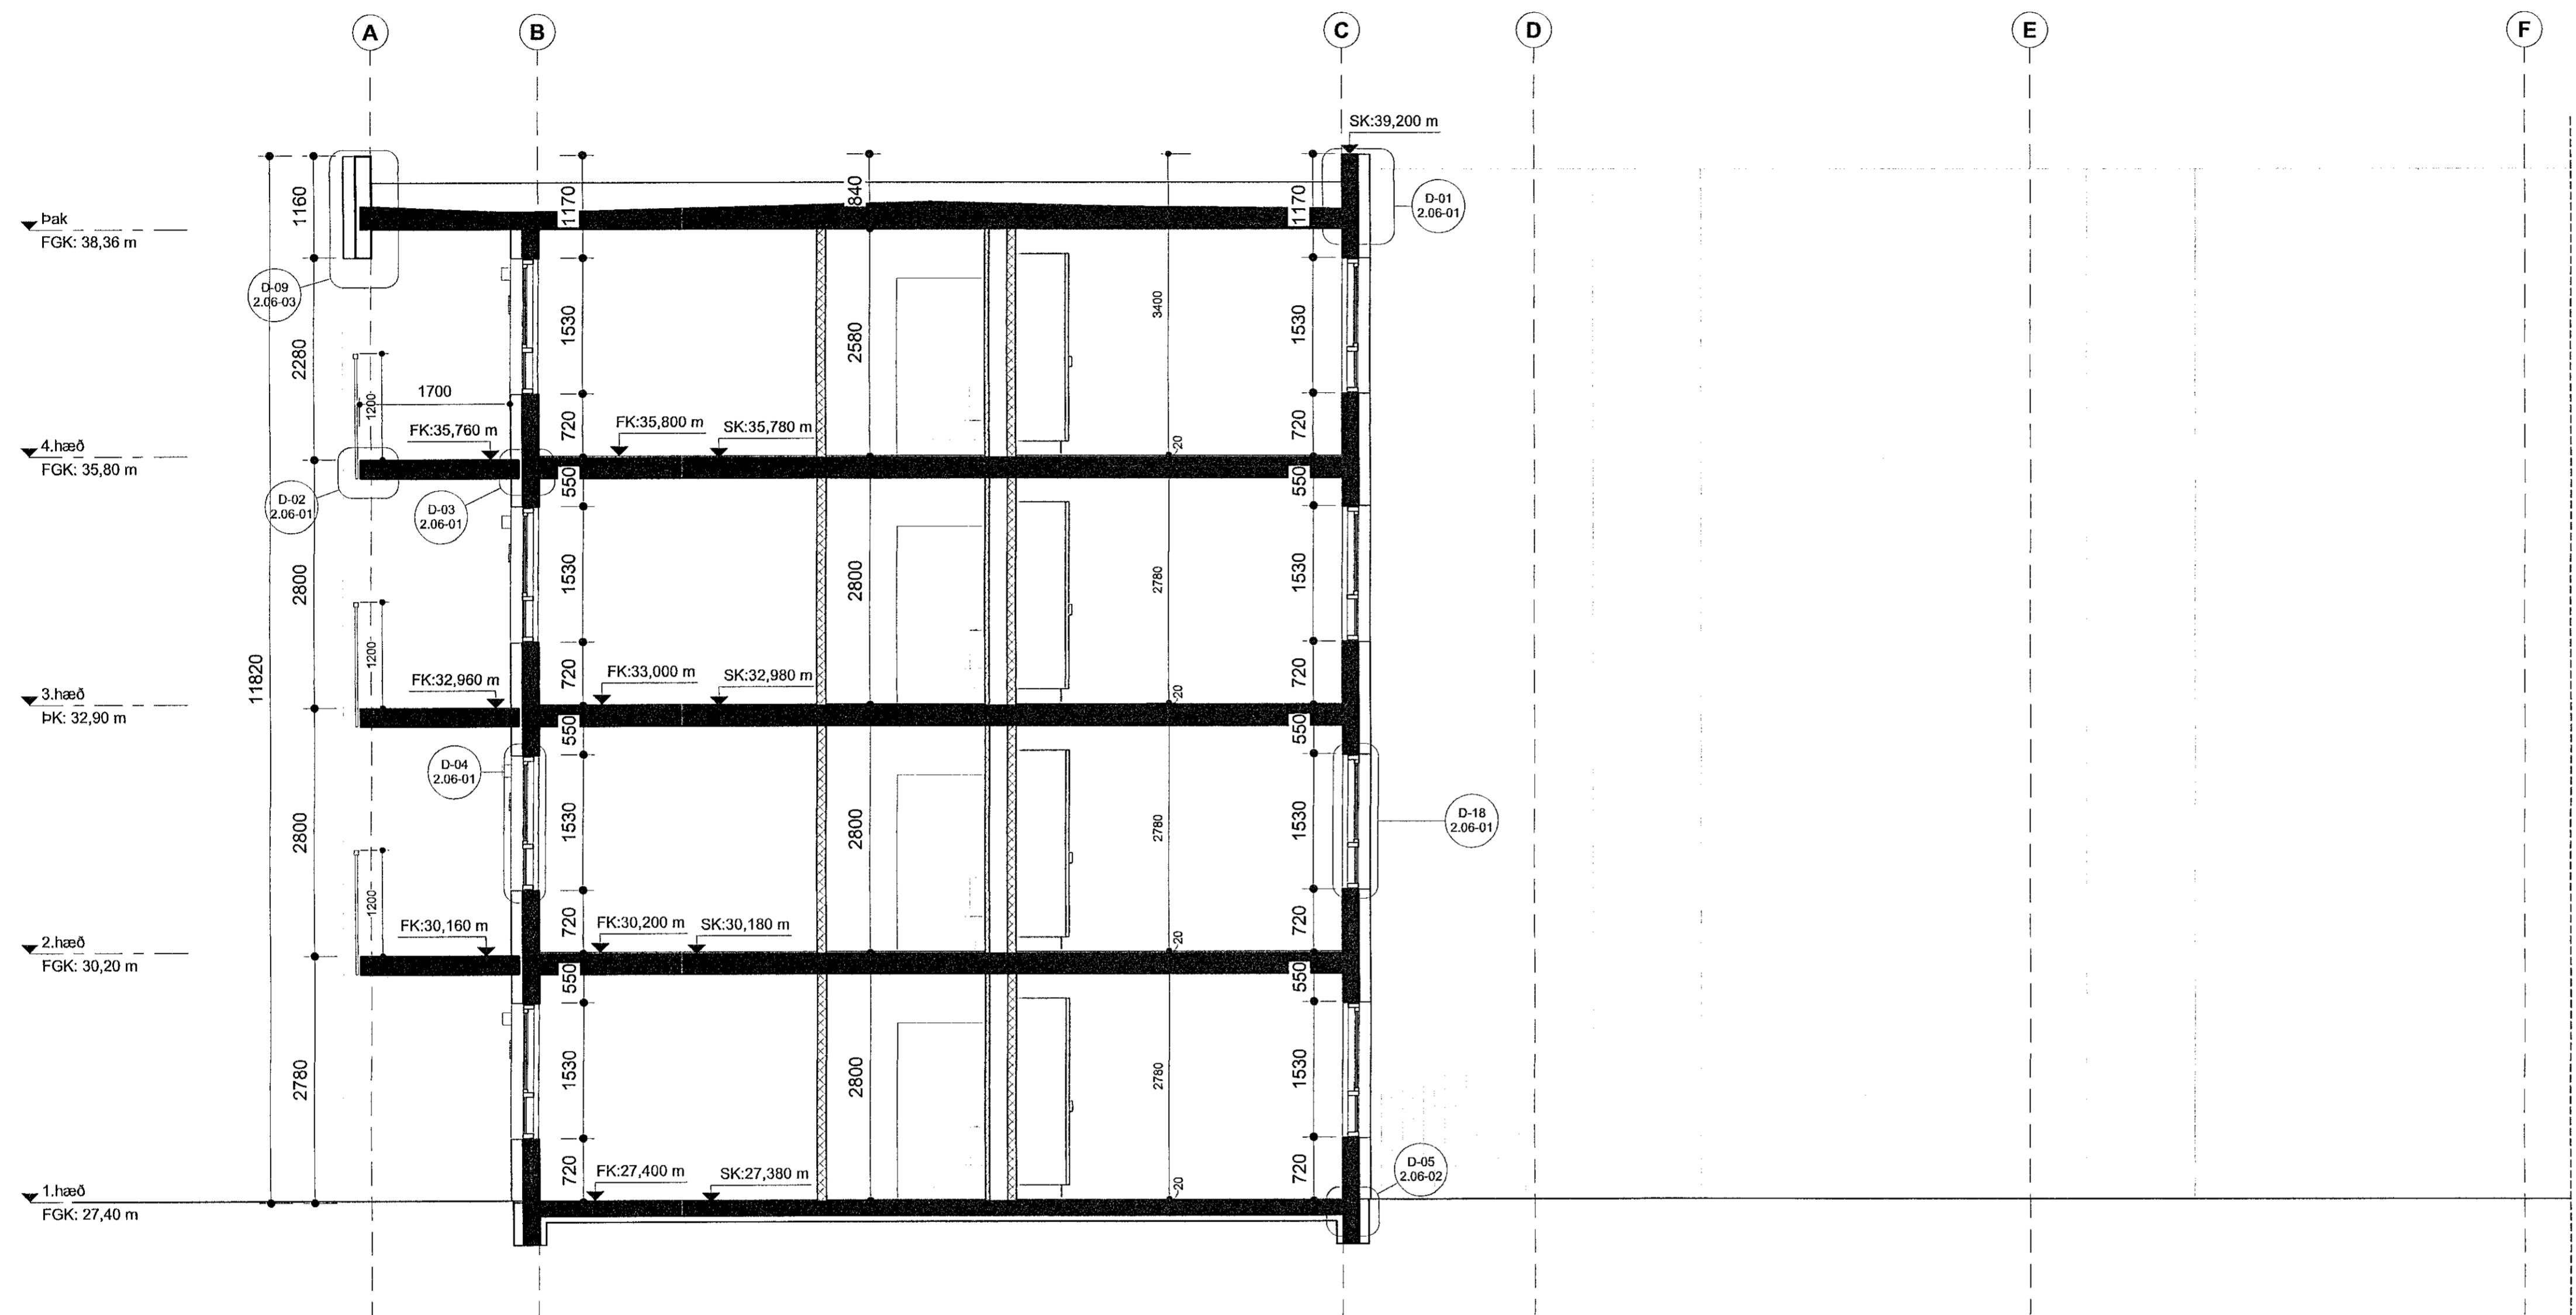 A
B
C
D
E
F
SK:39,200 m
Þak
FGK: 38,36 m
1160
1170
840
1170
D-01
2.06-01
D-09
2.06-03
2280
1530
2580
3400
1530
1700
1200
720
720
FK:35,760 m
FK:35,800 m
SK:35,780 m
20
4.hæð
FGK: 35,80 m
550
550
D-02
2.06-01
D-03
2.06-01
2800
1530
2800
2780
1530
1200
11820
720
720
FK:32,960 m
FK:33,000 m
SK:32,980 m
20
3.hæð
ÞK: 32,90 m
550
550
D-04
2.06-01
2800
1530
2800
2780
1530
D-18
2.06-01
1200
720
720
FK:30,160 m
FK:30,200 m
SK:30,180 m
20
2.hæð
FGK: 30,20 m
550
550
2780
1530
2800
2780
1530
720
720
FK:27,400 m
SK:27,380 m
20
D-05
2.06-02
1.hæð
FGK: 27,40 m